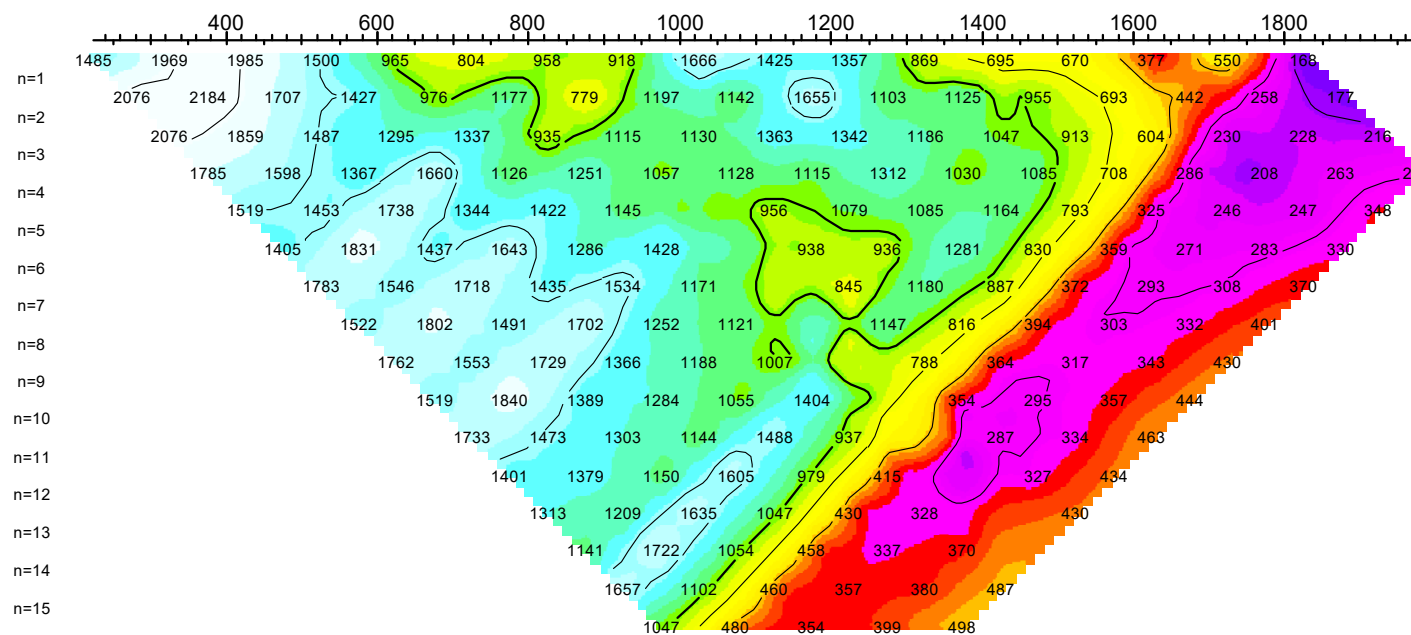 400 600 800 1000 1200 1400 1600 1800
1485 1969 1985 1500 965 804 958 918 1666 1425 1357 869 695 670 377 550 168
n=1
2076 2184 1707 1427 976 1177 779 1197 1142 1655 1103 1125 955 693 442 258 177
n=2
2076 1859 1487 1295 1337 935 1115 1130 1363 1342 1186 1047 913 604 230 228 216
n=3
1785 1598 1367 1660 1126 1251 1057 1128 1115 1312 1030 1085 708 286 208 263 2
n=4
1519 1453 1738 1344 1422 1145 956 1079 1085 1164 793 325 246 247 348
n=5
1405 1831 1437 1643 1286 1428 938 936 1281 830 359 271 283 330
n=6
1783 1546 1718 1435 1534 1171 845 1180 887 372 293 308 370
n=7
1522 1802 1491 1702 1252 1121 1147 816 394 303 332 401
n=8
1762 1553 1729 1366 1188 1007 788 364 317 343 430
n=9
1519 1840 1389 1284 1055 1404 354 295 357 444
n=10
1733 1473 1303 1144 1488 937 287 334 463
n=11
1401 1379 1150 1605 979 415 327 434
n=12
1313 1209 1635 1047 430 328 430
n=13
1141 1722 1054 458 337 370
n=14
1657 1102 460 357 380 487
n=15
1047 480 354 399 498